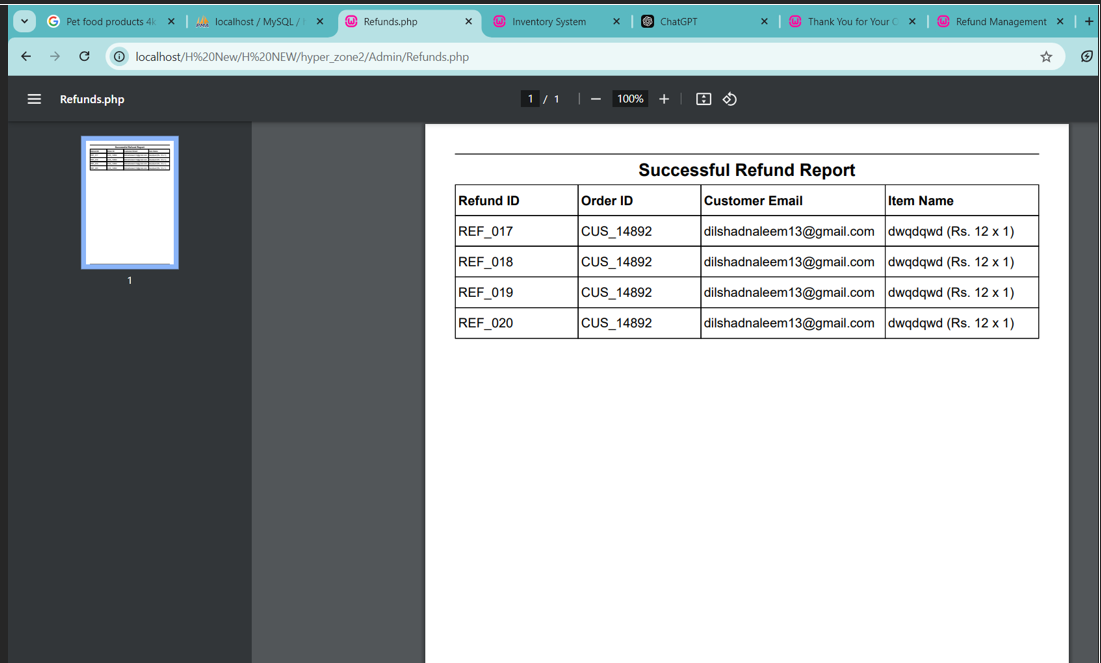 Pet food products 4k
localhost / MySQL /
Refunds.php
Inventory System
ChatGPT
Thank You for Your
Refund Management
localhost/H%20New/H%20NEW/hyper_zone2/Admin/Refunds.php
Refunds.php
1 / 1
100%
1
Successful Refund Report
Refund ID Order ID Customer Email Item Name
REF_017 CUS_14892 dilshadnaleem13@gmail.com dwqdqwd (Rs. 12 x 1)
REF_018 CUS_14892 dilshadnaleem13@gmail.com dwqdqwd (Rs. 12 x 1)
REF_019 CUS_14892 dilshadnaleem13@gmail.com dwqdqwd (Rs. 12 x 1)
REF_020 CUS_14892 dilshadnaleem13@gmail.com dwqdqwd (Rs. 12 x 1)